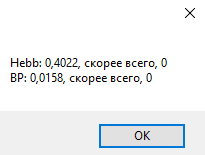 Hebb: 0,4022, скорее всего, 0
BP: 0,0158, скорее всего, 0
OK